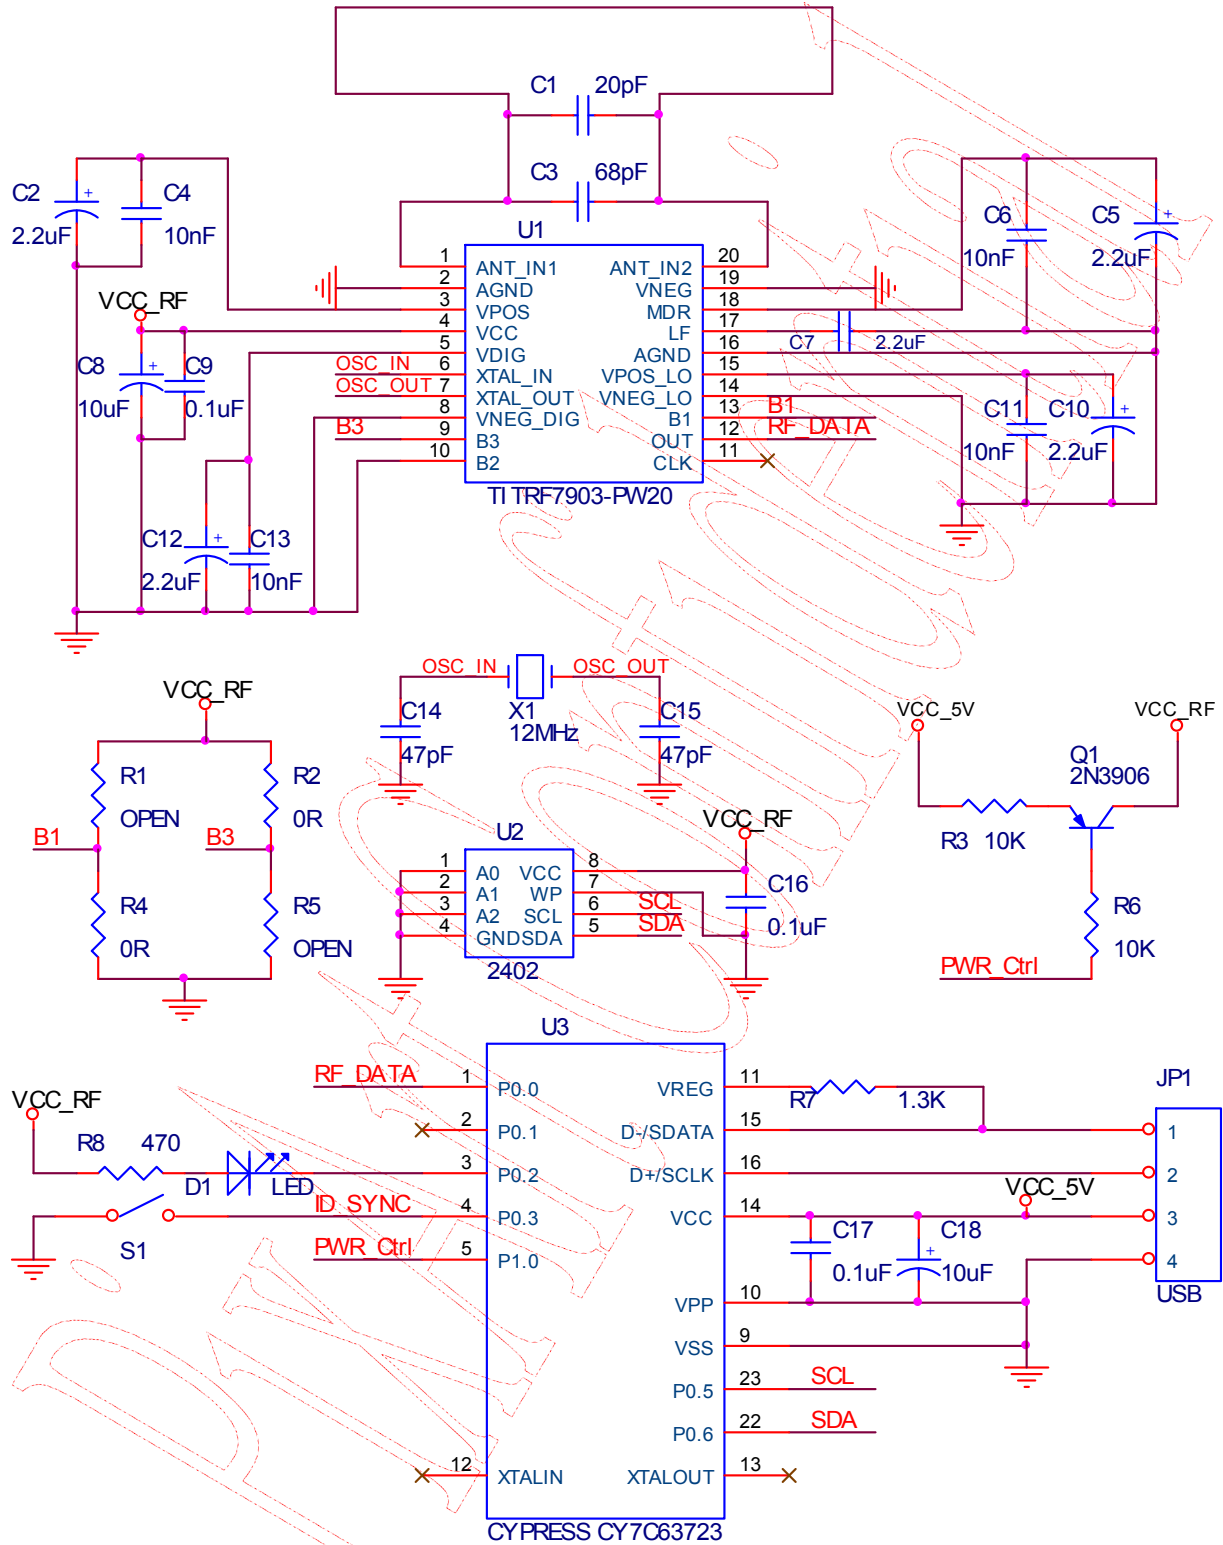 C1 20pF
C3 68pF
C2
2.2uF
C4
10nF
VCC_RF
C8
10uF
C9
0.1uF
C12
2.2uF
C13
10nF
U1
1 ANT_IN1 ANT_IN2 20
2 AGND VNEG 19
3 VPOS MDR 18
4 VCC LF 17
5 VDIG AGND 16
OSC_IN 6 XTAL_IN VPOS_LO 15
OSC_OUT 7 XTAL_OUT VNEG_LO 14
8 VNEG_DIG B1 13 B1
B3 9 B3 OUT 12 RF_DATA
10 B2 CLK 11
TI TRF7903-PW20
C6
10nF
C5
2.2uF
C7 2.2uF
C11
10nF
C10
2.2uF
OSC_IN OSC_OUT
C14
47pF
X1
12MHz
C15
47pF
VCC_RF
R1
OPEN
R2
0R
B1 B3
R4
0R
R5
OPEN
U2
1 A0 VCC 8
2 A1 WP 7
3 A2 SCL 6 SCL
4 GND SDA 5 SDA
2402
VCC_RF
C16
0.1uF
VCC_5V VCC_RF
Q1
2N3906
R3 10K
R6
10K
PWR_Ctrl
U3
RF_DATA 1 P0.0 VREG 11 R7 1.3K
2 P0.1 D-/SDATA 15
3 P0.2 D+/SCLK 16
ID_SYNC 4 P0.3 VCC 14
PWR_Ctrl 5 P1.0
VPP 10
VSS 9
P0.5 23 SCL
P0.6 22 SDA
12 XTALIN XTALOUT 13
CYPRESS CY7C63723
VCC_RF
R8 470
D1 LED
S1
VCC_5V
C17
0.1uF
C18
10uF
JP1
1
2
3
4
USB